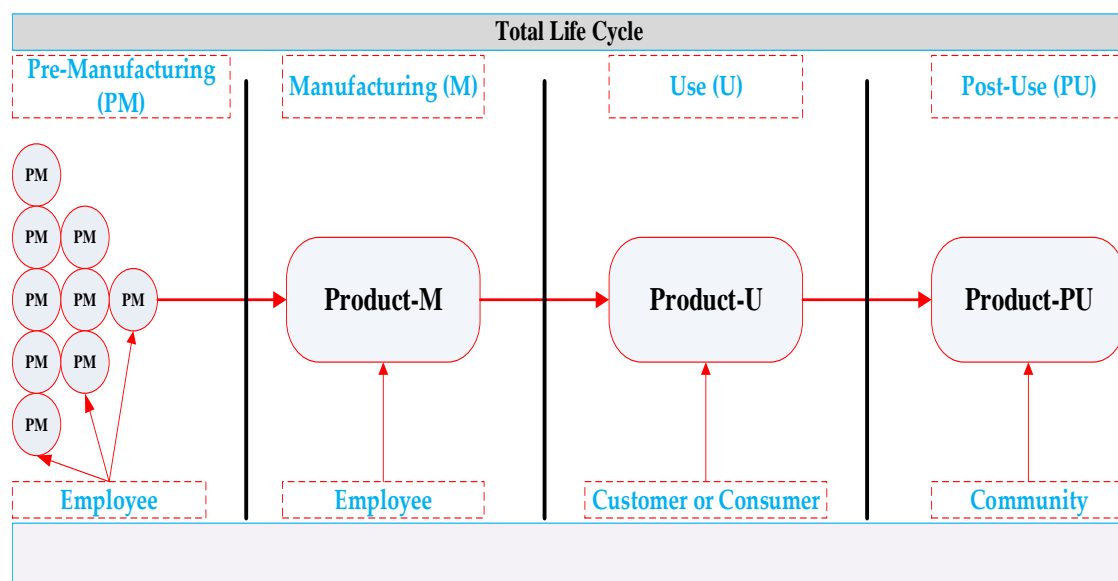 Total Life Cycle
Pre-Manufacturing
(PM)
Manufacturing (M)
Use (U)
Post-Use (PU)
PM
PM
PM
PM
PM
PM
PM
PM
PM
Product-M
Product-U
Product-PU
Employee
Employee
Customer or Consumer
Community